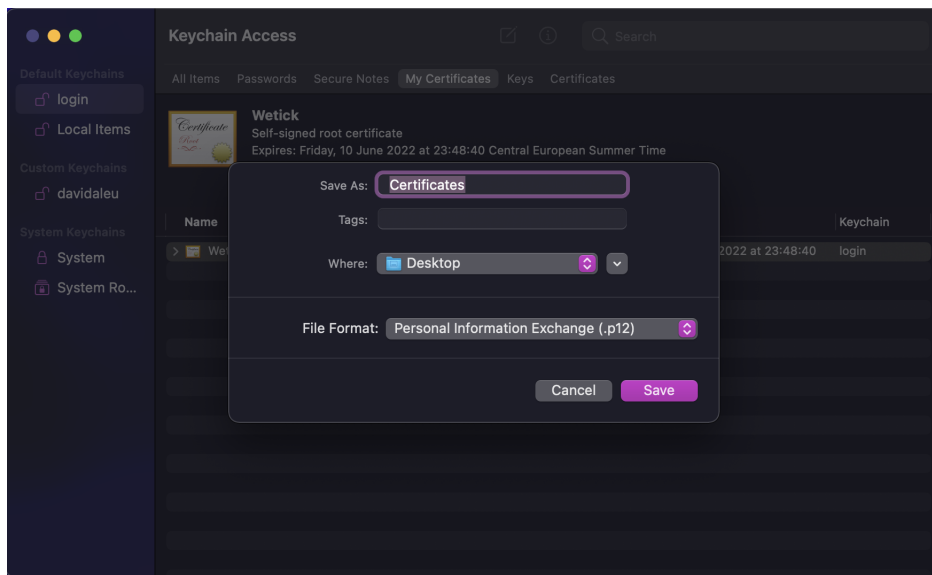 Keychain Access
Search
Default Keychains
login
Local Items
Custom Keychains
davidaleu
System Keychains
System
System Ro...
All Items Passwords Secure Notes My Certificates Keys Certificates
Certificate
Root
Wetick
Self-signed root certificate
Expires: Friday, 10 June 2022 at 23:48:40 Central European Summer Time
Name Keychain
Wet 2022 at 23:48:40 login
Save As: Certificates
Tags:
Where: Desktop
File Format: Personal Information Exchange (.p12)
Cancel Save